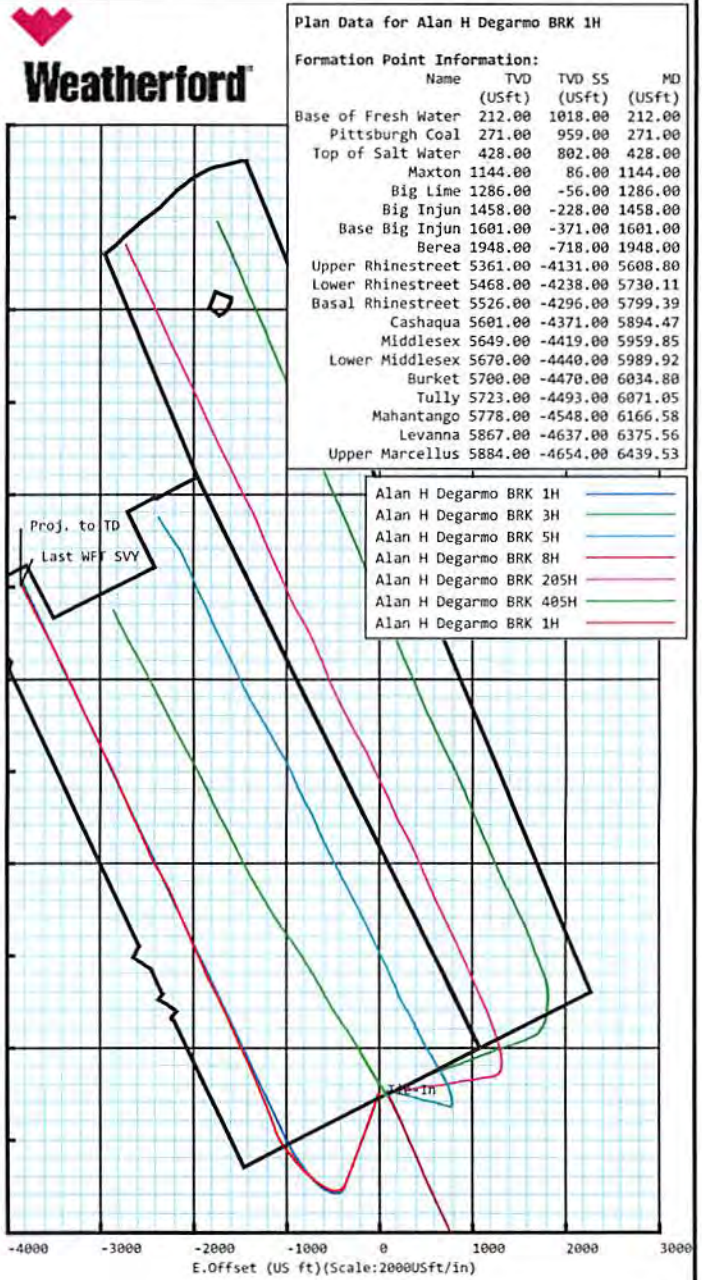 Weatherford
Plan Data for Alan H Degarmo BRK 1H
Formation Point Information:
Name TVD TVD SS MD
(USft) (USft) (USft)
Base of Fresh Water 212.00 1018.00 212.00
Pittsburgh Coal 271.00 959.00 271.00
Top of Salt Water 428.00 802.00 428.00
Maxton 1144.00 86.00 1144.00
Big Lime 1286.00 -56.00 1286.00
Big Injun 1458.00 -228.00 1458.00
Base Big Injun 1601.00 -371.00 1601.00
Berea 1948.00 -718.00 1948.00
Upper Rhinestreet 5361.00 -4131.00 5608.80
Lower Rhinestreet 5468.00 -4238.00 5730.11
Basal Rhinestreet 5526.00 -4296.00 5799.39
Cashaqua 5601.00 -4371.00 5894.47
Middlesex 5649.00 -4419.00 5959.85
Lower Middlesex 5670.00 -4440.00 5989.92
Burket 5700.00 -4470.00 6034.80
Tully 5723.00 -4493.00 6071.05
Mahantango 5778.00 -4548.00 6166.58
Levanna 5867.00 -4637.00 6375.56
Upper Marcellus 5884.00 -4654.00 6439.53
Alan H Degarmo BRK 1H
Alan H Degarmo BRK 3H
Alan H Degarmo BRK 5H
Alan H Degarmo BRK 8H
Alan H Degarmo BRK 205H
Alan H Degarmo BRK 405H
Alan H Degarmo BRK 1H
Proj. to TD
Last WFT SVY
Tie-In
-4000 -3000 -2000 -1000 0 1000 2000 3000
E.Offset (US ft)(Scale:2000USft/in)